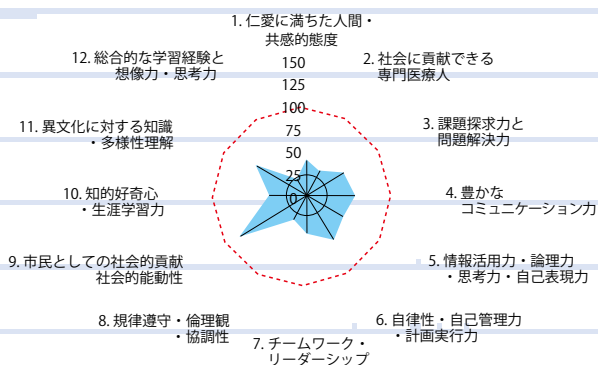 1. 仁愛に満ちた人間・
共感的態度
2. 社会に貢献できる
専門医療人
3. 課題探求力と
問題解決力
4. 豊かな
コミュニケーション力
5. 情報活用力・論理力
・思考力・自己表現力
6. 自律性・自己管理力
・計画実行力
7. チームワーク・
リーダーシップ
8. 規律遵守・倫理観
・協調性
9. 市民としての社会的貢献
社会的能動性
10. 知的好奇心
・生涯学習力
11. 異文化に対する知識
・多様性理解
12. 総合的な学習経験と
想像力・思考力
150
125
100
75
50
25
0